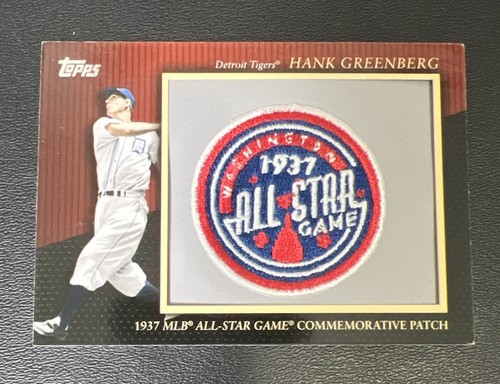 Topps
Detroit Tigers® HANK GREENBERG
WASHINGTON
1937
ALL STAR
GAME
1937 MLB® ALL-STAR GAME® COMMEMORATIVE PATCH